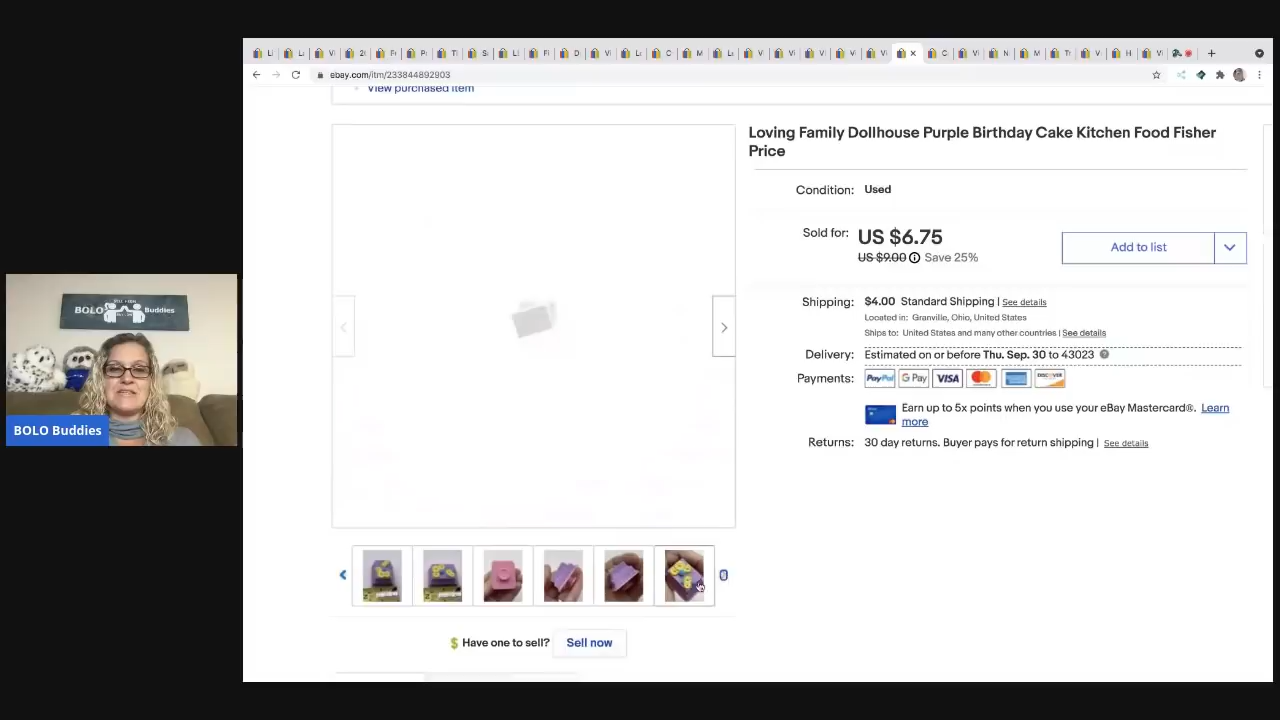 ebay.com/itm/233844892903
View purchased item
Loving Family Dollhouse Purple Birthday Cake Kitchen Food Fisher
Price
Condition: Used
Sold for: US $6.75
US $9.00 Save 25%
Add to list
Shipping: $4.00 Standard Shipping | See details
Located in: Granville, Ohio, United States
Ships to: United States and many other countries | See details
Delivery: Estimated on or before Thu. Sep. 30 to 43023
Payments: PayPal G Pay VISA DISCOVER
Earn up to 5x points when you use your eBay Mastercard®. Learn
more
Returns: 30 day returns. Buyer pays for return shipping | See details
Have one to sell? Sell now
BOLO Buddies
BOLO Buddies